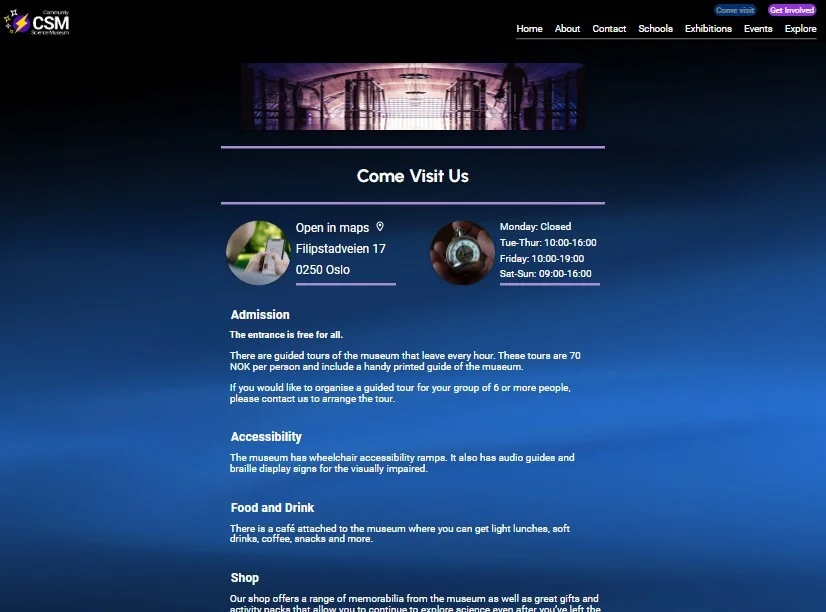 Community
CSM
Science Museum
Come visit
Get Involved
Home About Contact Schools Exhibitions Events Explore
Come Visit Us
Open in maps
Filipstadveien 17
0250 Oslo
Monday: Closed
Tue-Thur: 10:00-16:00
Friday: 10:00-19:00
Sat-Sun: 09:00-16:00
Admission
The entrance is free for all.
There are guided tours of the museum that leave every hour. These tours are 70
NOK per person and include a handy printed guide of the museum.
If you would like to organise a guided tour for your group of 6 or more people,
please contact us to arrange the tour.
Accessibility
The museum has wheelchair accessibility ramps. It also has audio guides and
braille display signs for the visually impaired.
Food and Drink
There is a café attached to the museum where you can get light lunches, soft
drinks, coffee, snacks and more.
Shop
Our shop offers a range of memorabilia from the museum as well as great gifts and
activity packs that allow you to continue to explore science even after you've left the